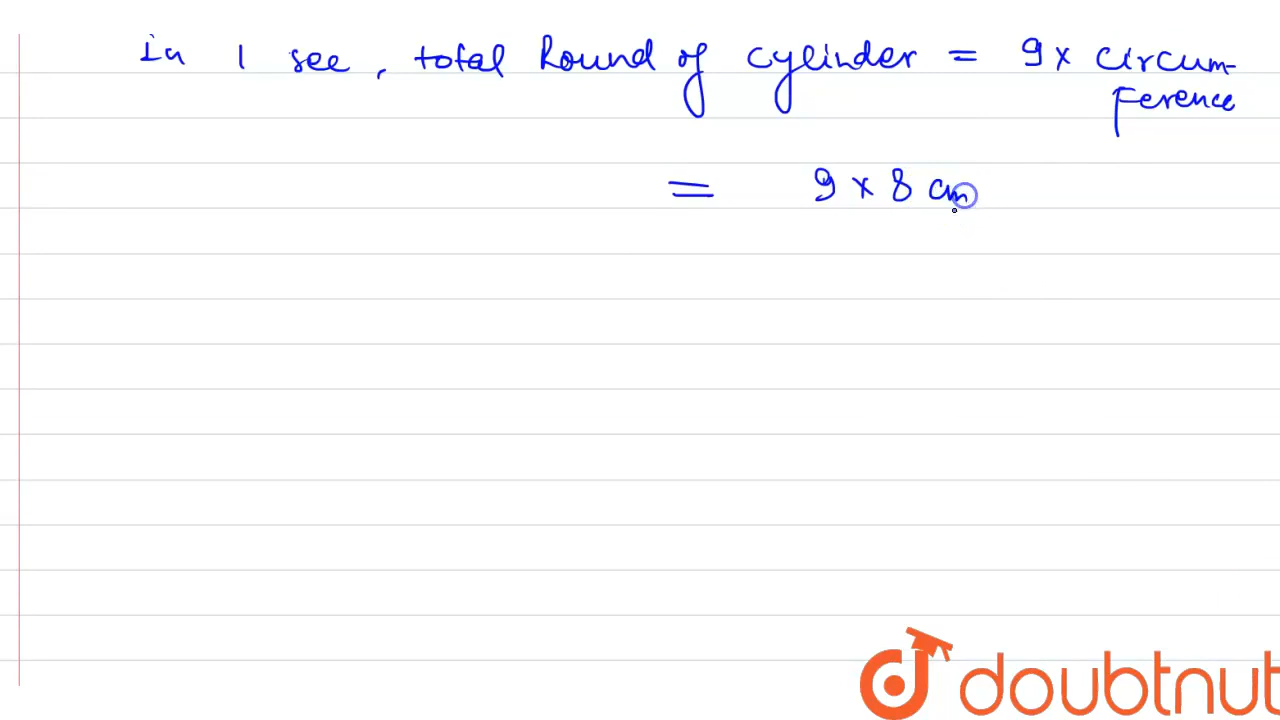 In 1 sec, total Round of cylinder = 9 x circum-
ference
= 9 x 8 cm
doubtnut